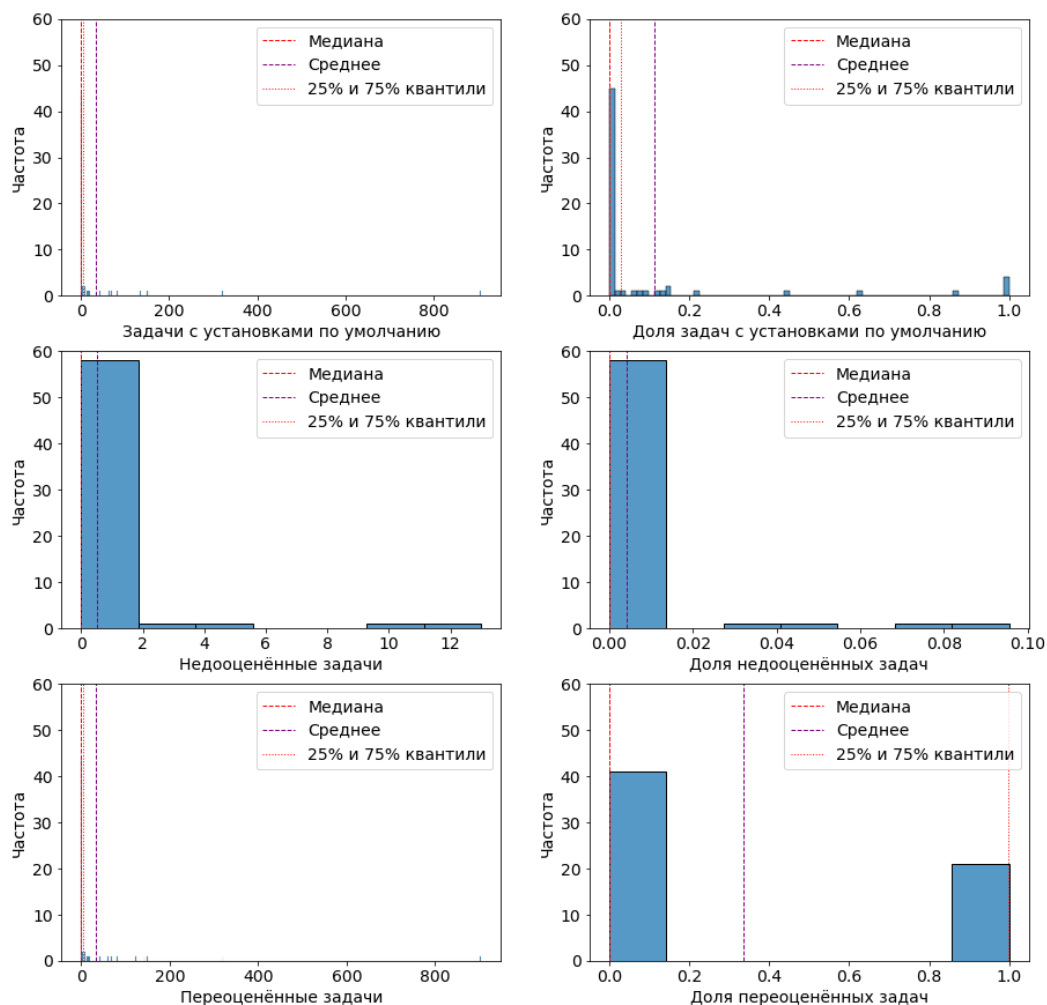 60
50
40
30
20
10
0
Частота
Медиана
Среднее
25% и 75% квантили
0 200 400 600 800
Задачи с установками по умолчанию
60
50
40
30
20
10
0
Частота
Медиана
Среднее
25% и 75% квантили
0.0 0.2 0.4 0.6 0.8 1.0
Доля задач с установками по умолчанию
60
50
40
30
20
10
0
Частота
Медиана
Среднее
25% и 75% квантили
0 2 4 6 8 10 12
Недооценённые задачи
60
50
40
30
20
10
0
Частота
Медиана
Среднее
25% и 75% квантили
0.00 0.02 0.04 0.06 0.08 0.10
Доля недооценённых задач
60
50
40
30
20
10
0
Частота
Медиана
Среднее
25% и 75% квантили
0 200 400 600 800
Переоценённые задачи
60
50
40
30
20
10
0
Частота
Медиана
Среднее
25% и 75% квантили
0.0 0.2 0.4 0.6 0.8 1.0
Доля переоценённых задач